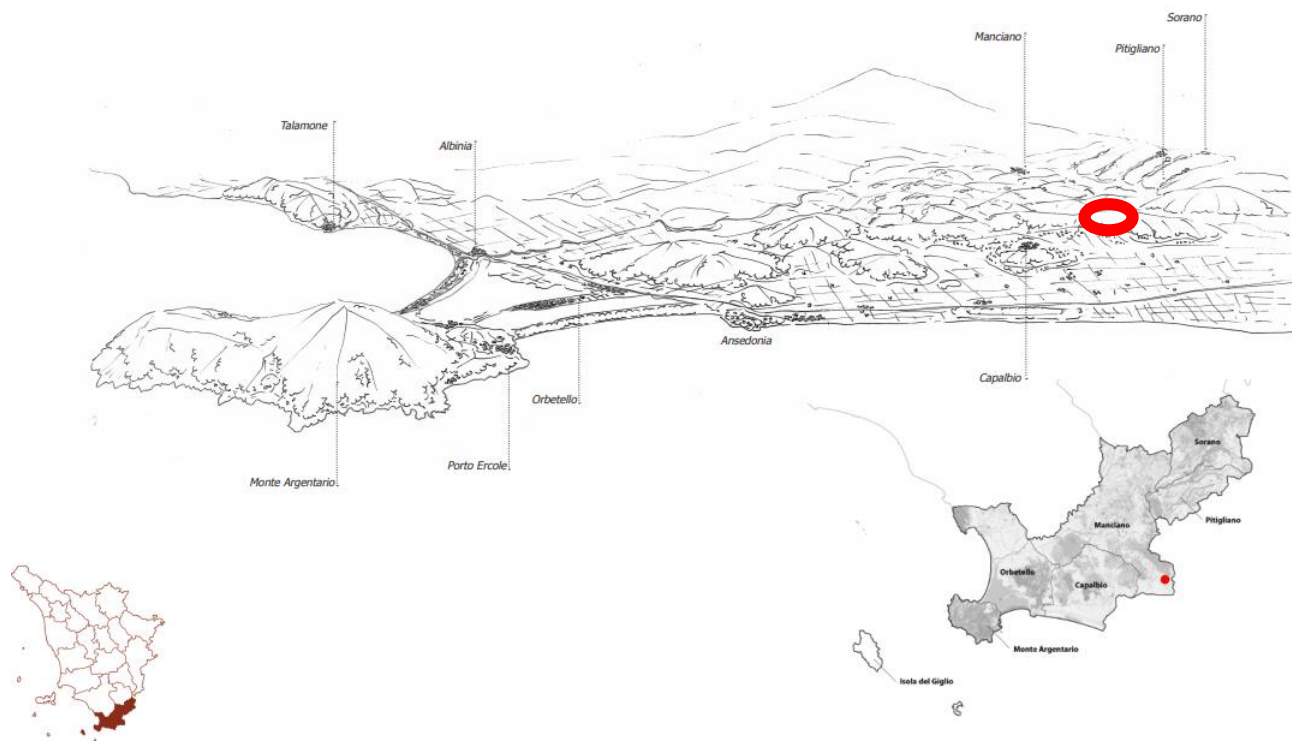 Sorano
Manciano
Pitigliano
Talamone
Albinia
Ansedonia
Capalbio
Orbetello
Porto Ercole
Monte Argentario
Sorano
Manciano
Pitigliano
Orbetello
Capalbio
Monte Argentario
Isola del Giglio